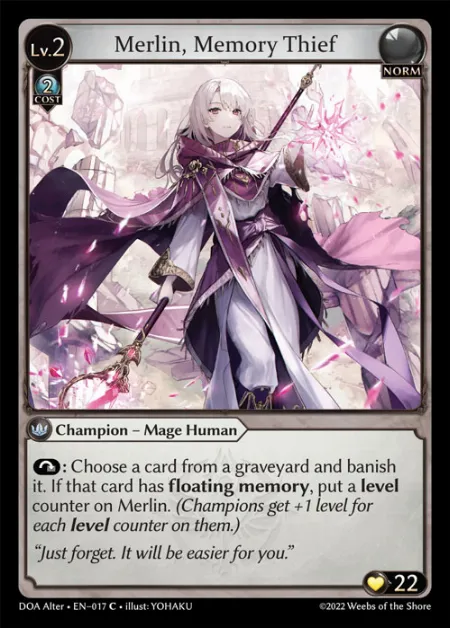 Lv.2
Merlin, Memory Thief
NORM
2
COST
Champion – Mage Human
: Choose a card from a graveyard and banish
it. If that card has floating memory, put a level
counter on Merlin. (Champions get +1 level for
each level counter on them.)
“Just forget. It will be easier for you.”
22
DOA Alter • EN–017 C • illust: YOHAKU
©2022 Weebs of the Shore